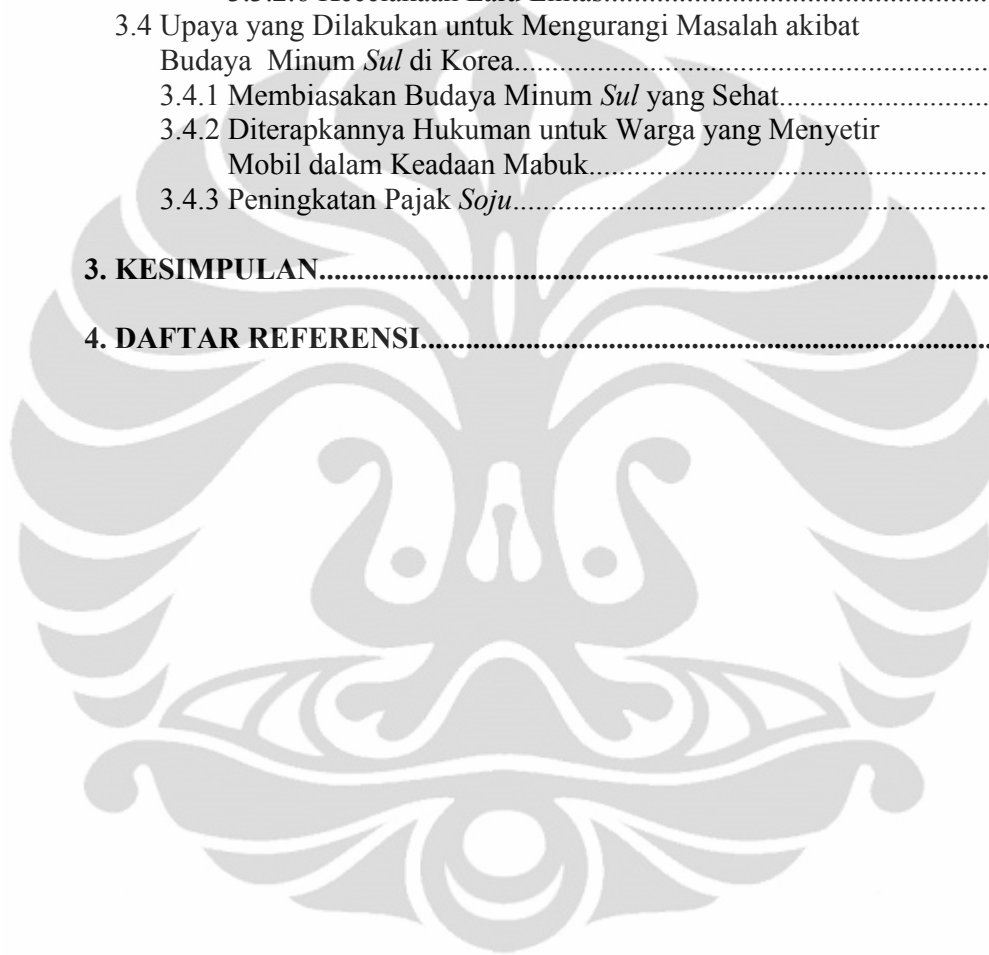 3.4 Upaya yang Dilakukan untuk Mengurangi Masalah akibat
Budaya Minum Sul di Korea..........................................................................
3.4.1 Membiasakan Budaya Minum Sul yang Sehat..................................
3.4.2 Diterapkannya Hukuman untuk Warga yang Menyetir
Mobil dalam Keadaan Mabuk................................................................
3.4.3 Peningkatan Pajak Soju..........................................................................
3. KESIMPULAN..........................................................................................
4. DAFTAR REFERENSI..............................................................................